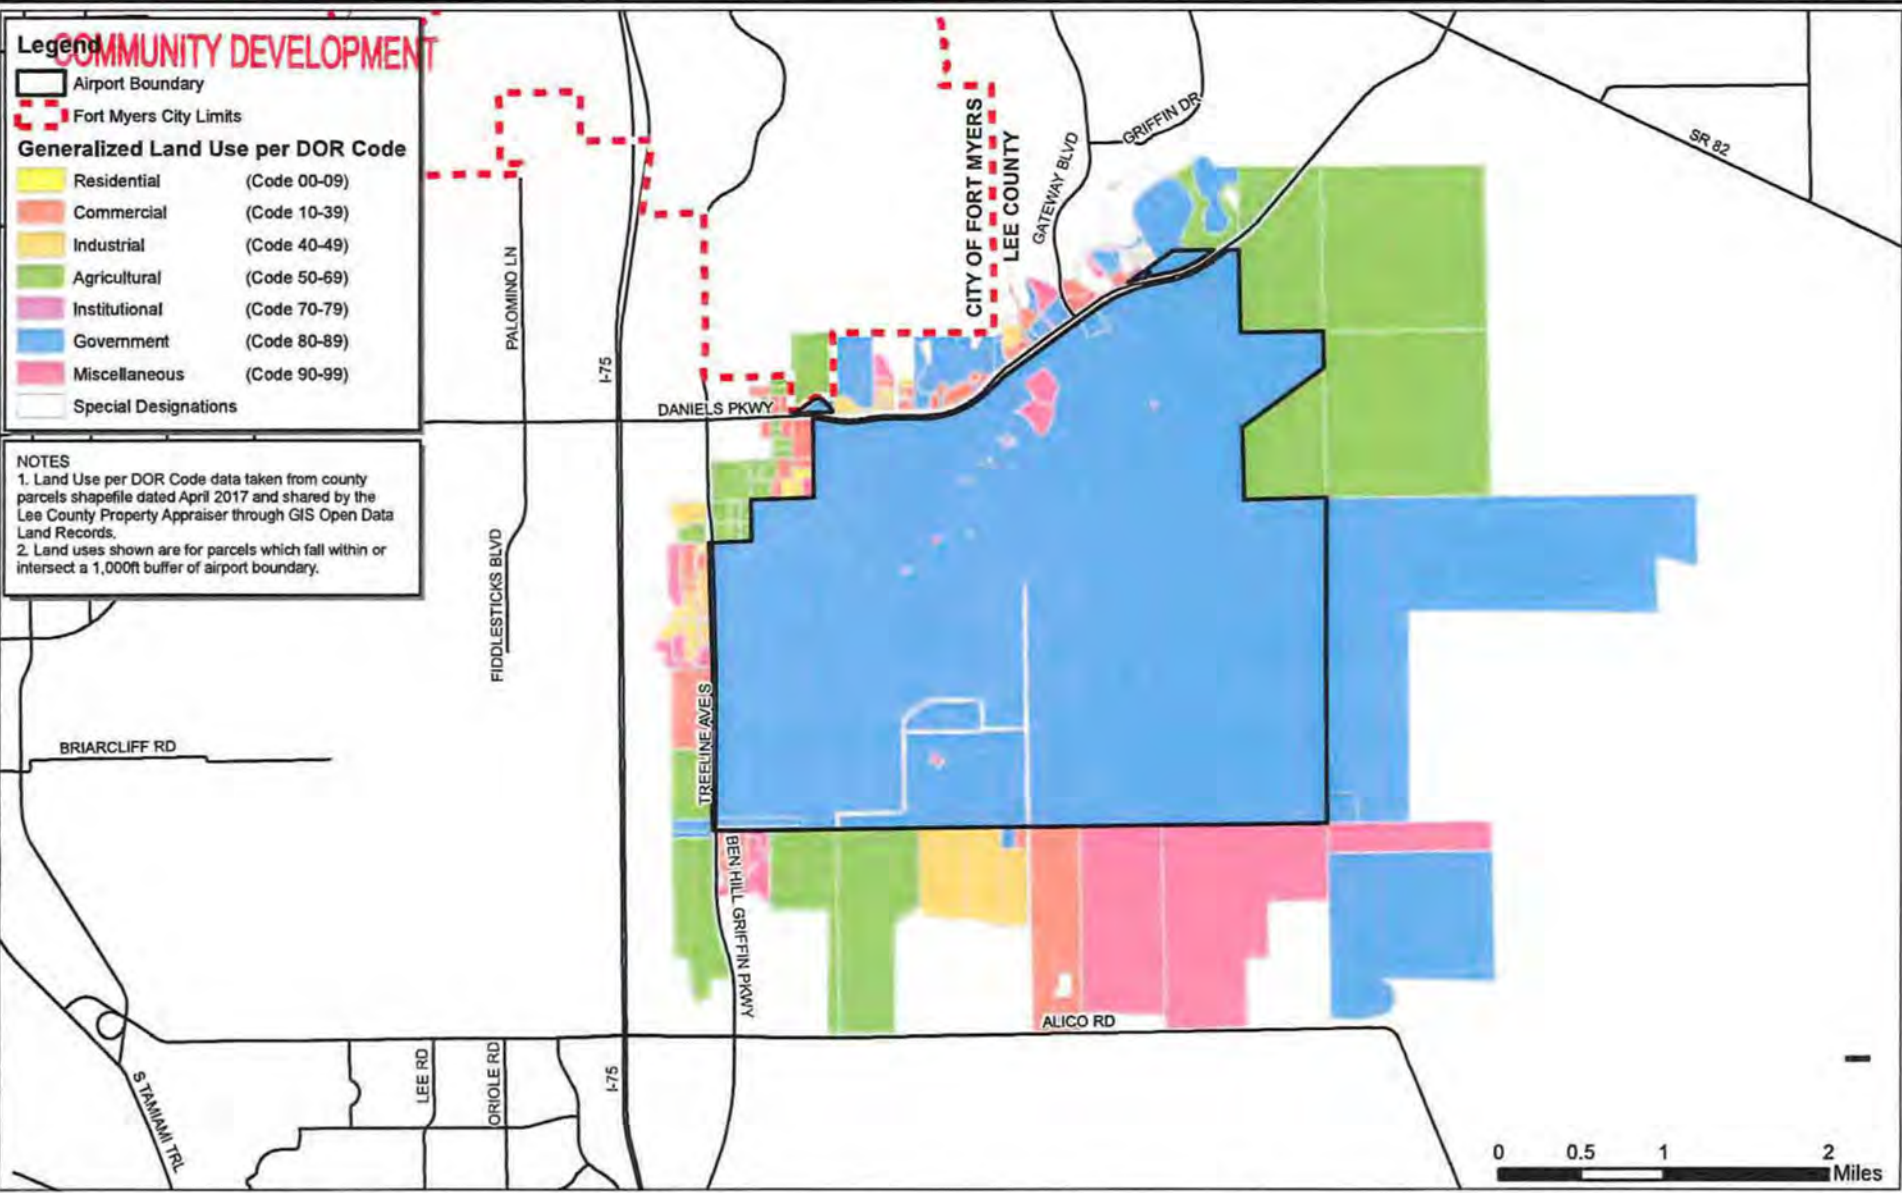 COMMUNITY DEVELOPMENT
Legend
Airport Boundary
Fort Myers City Limits
Generalized Land Use per DOR Code
Residential (Code 00-09)
Commercial (Code 10-39)
Industrial (Code 40-49)
Agricultural (Code 50-69)
Institutional (Code 70-79)
Government (Code 80-89)
Miscellaneous (Code 90-99)
Special Designations
NOTES
1. Land Use per DOR Code data taken from county
parcels shapefile dated April 2017 and shared by the
Lee County Property Appraiser through GIS Open Data
Land Records.
2. Land uses shown are for parcels which fall within or
intersect a 1,000ft buffer of airport boundary.
PALOMINO LN
I-75
CITY OF FORT MYERS
LEE COUNTY
GATEWAY BLVD
GRIFFIN DR
SR 82
DANIELS PKWY
FIDDLESTICKS BLVD
TREELINE AVE S
BRIARCLIFF RD
BEN HILL GRIFFIN PKWY
ALICO RD
S TAMIAMI TRL
LEE RD
ORIOLE RD
I-75
0 0.5 1 2
Miles